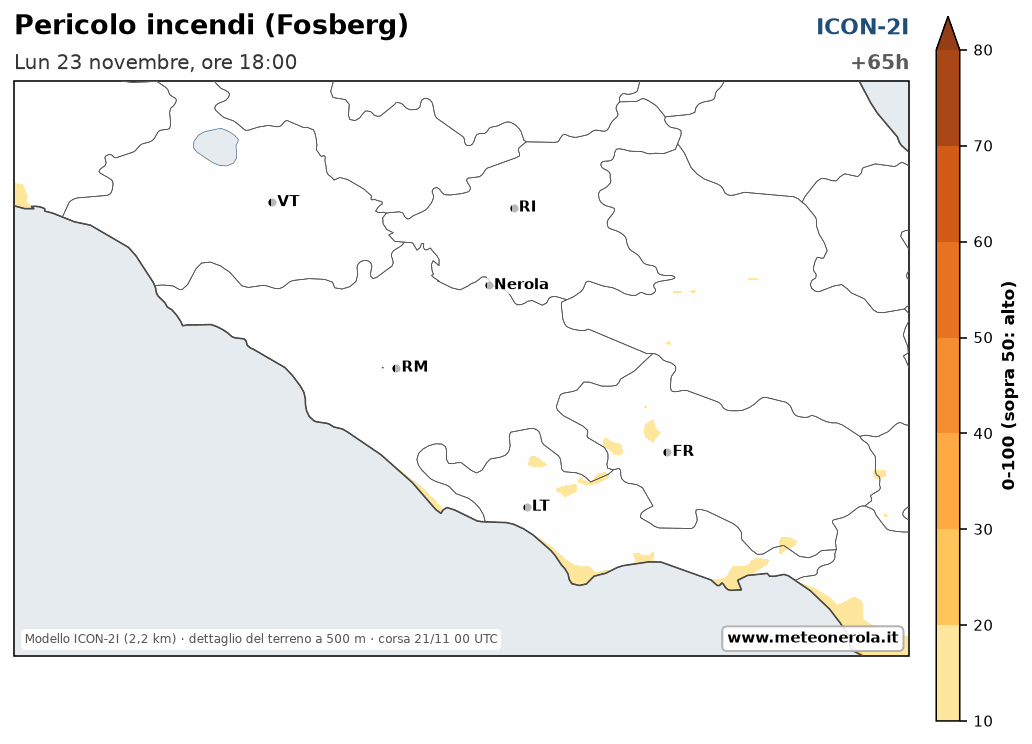 Pericolo incendi (Fosberg)
ICON-2I
Lun 23 novembre, ore 18:00
+65h
VT
RI
Nerola
RM
FR
LT
Modello ICON-2I (2,2 km) · dettaglio del terreno a 500 m · corsa 21/11 00 UTC
www.meteonerola.it
80
70
60
50
40
30
20
10
0-100 (sopra 50: alto)